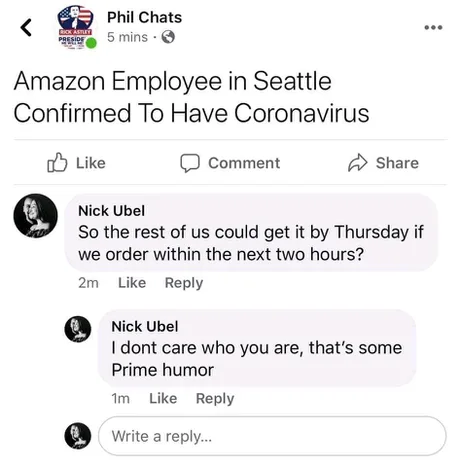 Phil Chats
5 mins ·
RICK ASTLEY
PRESIDENT
Amazon Employee in Seattle
Confirmed To Have Coronavirus
Like Comment Share
Nick Ubel
So the rest of us could get it by Thursday if
we order within the next two hours?
2m Like Reply
Nick Ubel
I dont care who you are, that's some
Prime humor
1m Like Reply
Write a reply...